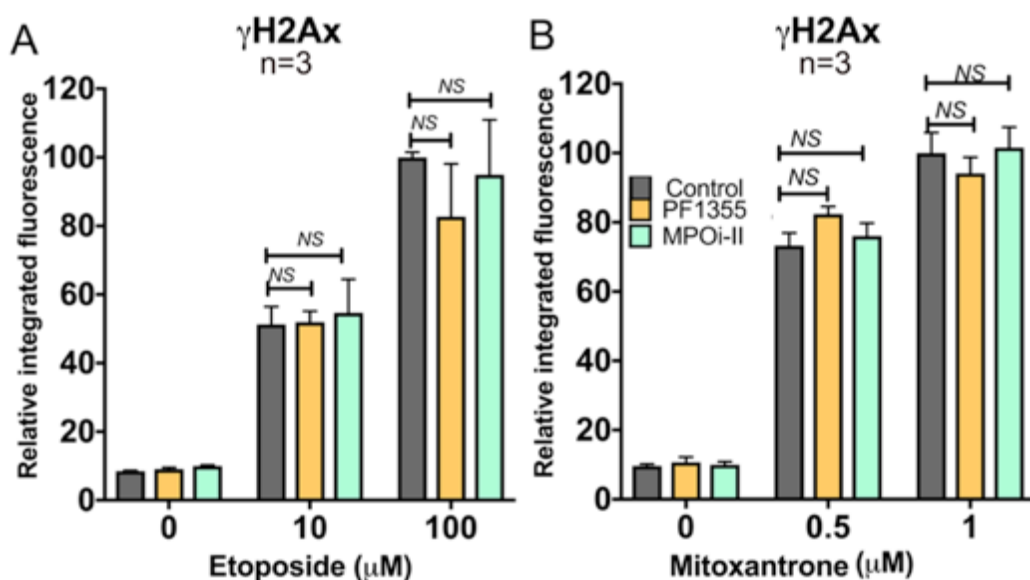 A
γH2Ax
n=3
Relative integrated fluorescence
120
100
80
60
40
20
0
NS
NS
NS
NS
0
10
100
Etoposide (μM)
B
γH2Ax
n=3
Relative integrated fluorescence
120
100
80
60
40
20
0
NS
NS
NS
NS
Control
PF1355
MPOi-II
0
0.5
1
Mitoxantrone (μM)